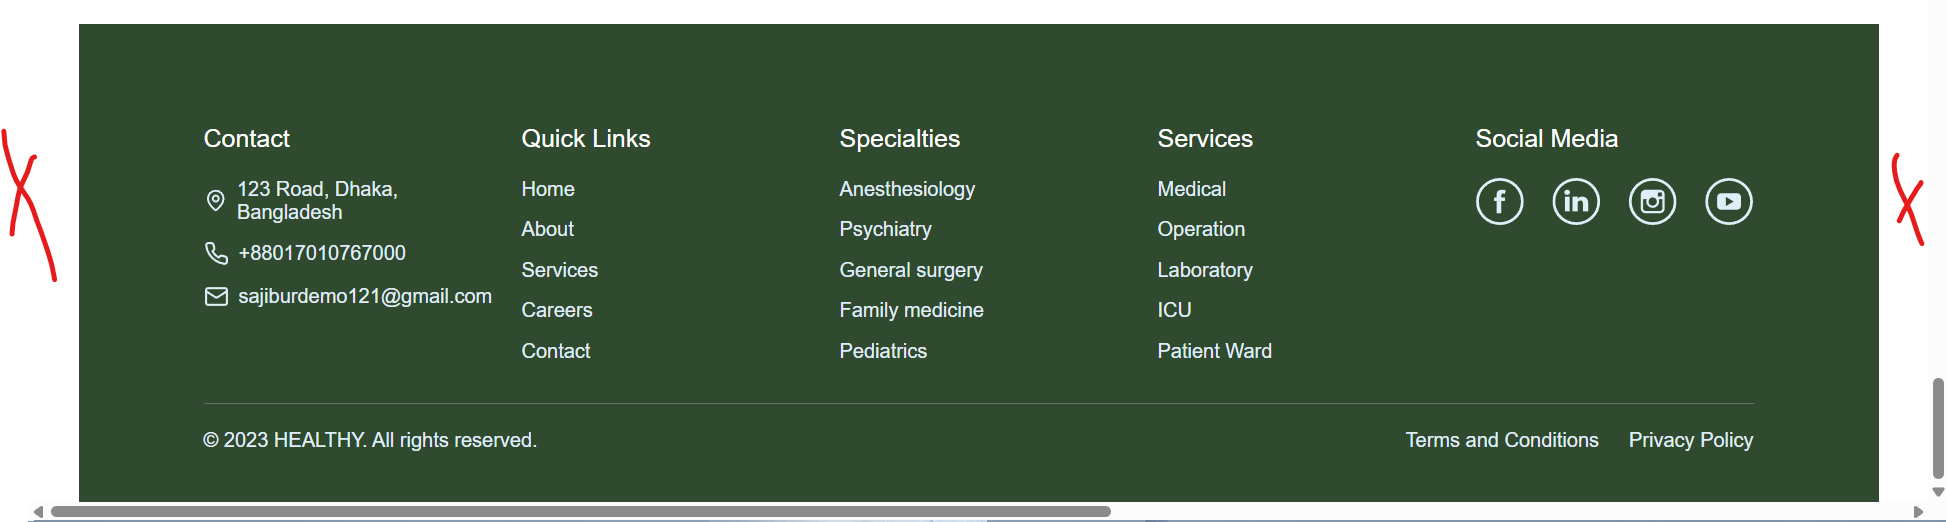 Contact
123 Road, Dhaka,
Bangladesh
+88017010767000
sajiburdemo121@gmail.com
Quick Links
Home
About
Services
Careers
Contact
Specialties
Anesthesiology
Psychiatry
General surgery
Family medicine
Pediatrics
Services
Medical
Operation
Laboratory
ICU
Patient Ward
Social Media
© 2023 HEALTHY. All rights reserved.
Terms and Conditions
Privacy Policy